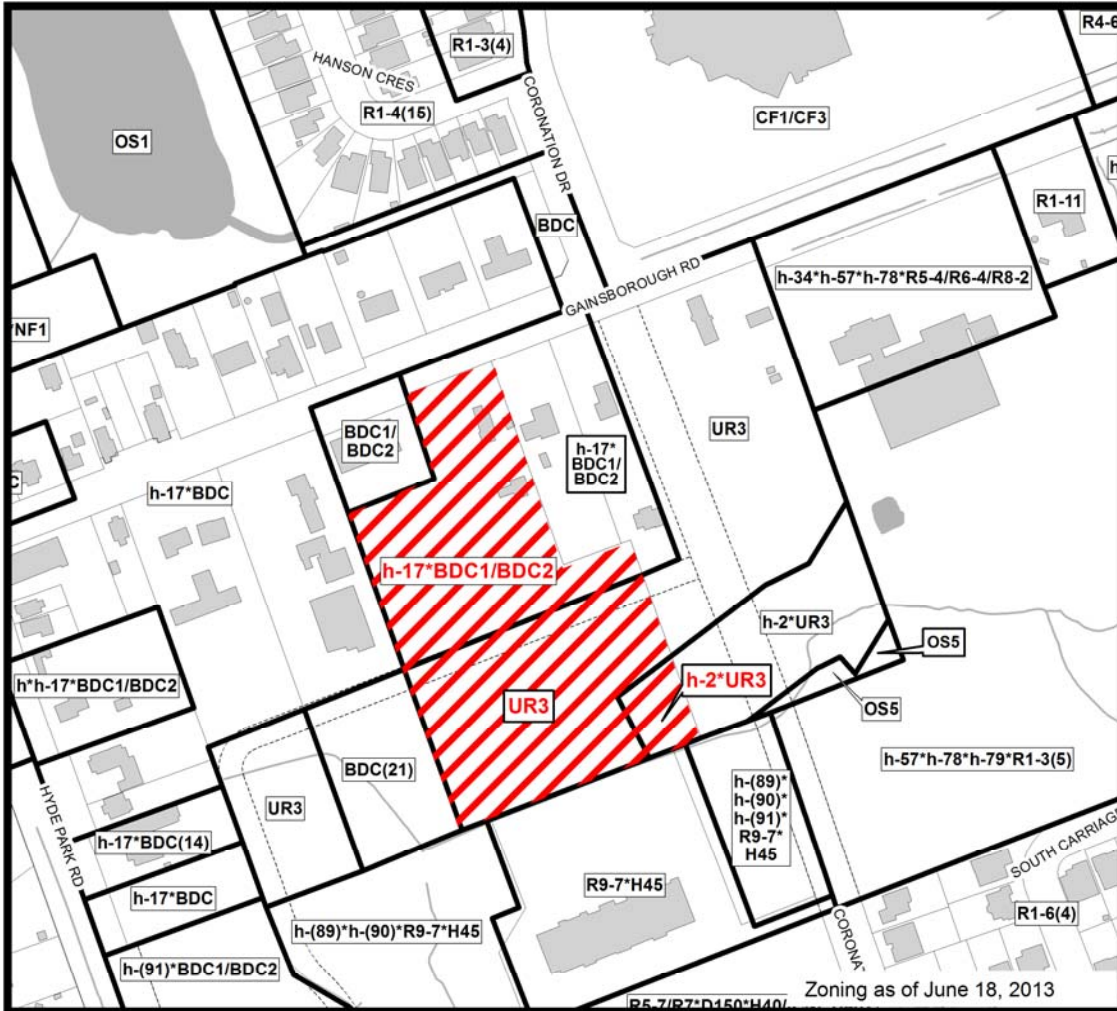 R1-3(4)
R4-6
HANSON CRES
CORONATION DR
R1-4(15)
CF1/CF3
OS1
h
R1-11
BDC
GAINSBOROUGH RD
h-34*h-57*h-78*R5-4/R6-4/R8-2
*NF1
BDC1/
BDC2
UR3
h-17*
BDC1/
BDC2
C
h-17*BDC
h-17*BDC1/BDC2
h-2*UR3
OS5
h*h-17*BDC1/BDC2
h-2*UR3
UR3
OS5
BDC(21)
h-57*h-78*h-79*R1-3(5)
UR3
HYDE PARK RD
h-(89)*
h-(90)*
h-(91)*
R9-7*
H45
h-17*BDC(14)
SOUTH CARRIAGE
R9-7*H45
h-17*BDC
R1-6(4)
h-(89)*h-(90)*R9-7*H45
CORONA
h-(91)*BDC1/BDC2
Zoning as of June 18, 2013
R5-7/R7*D150*H40/